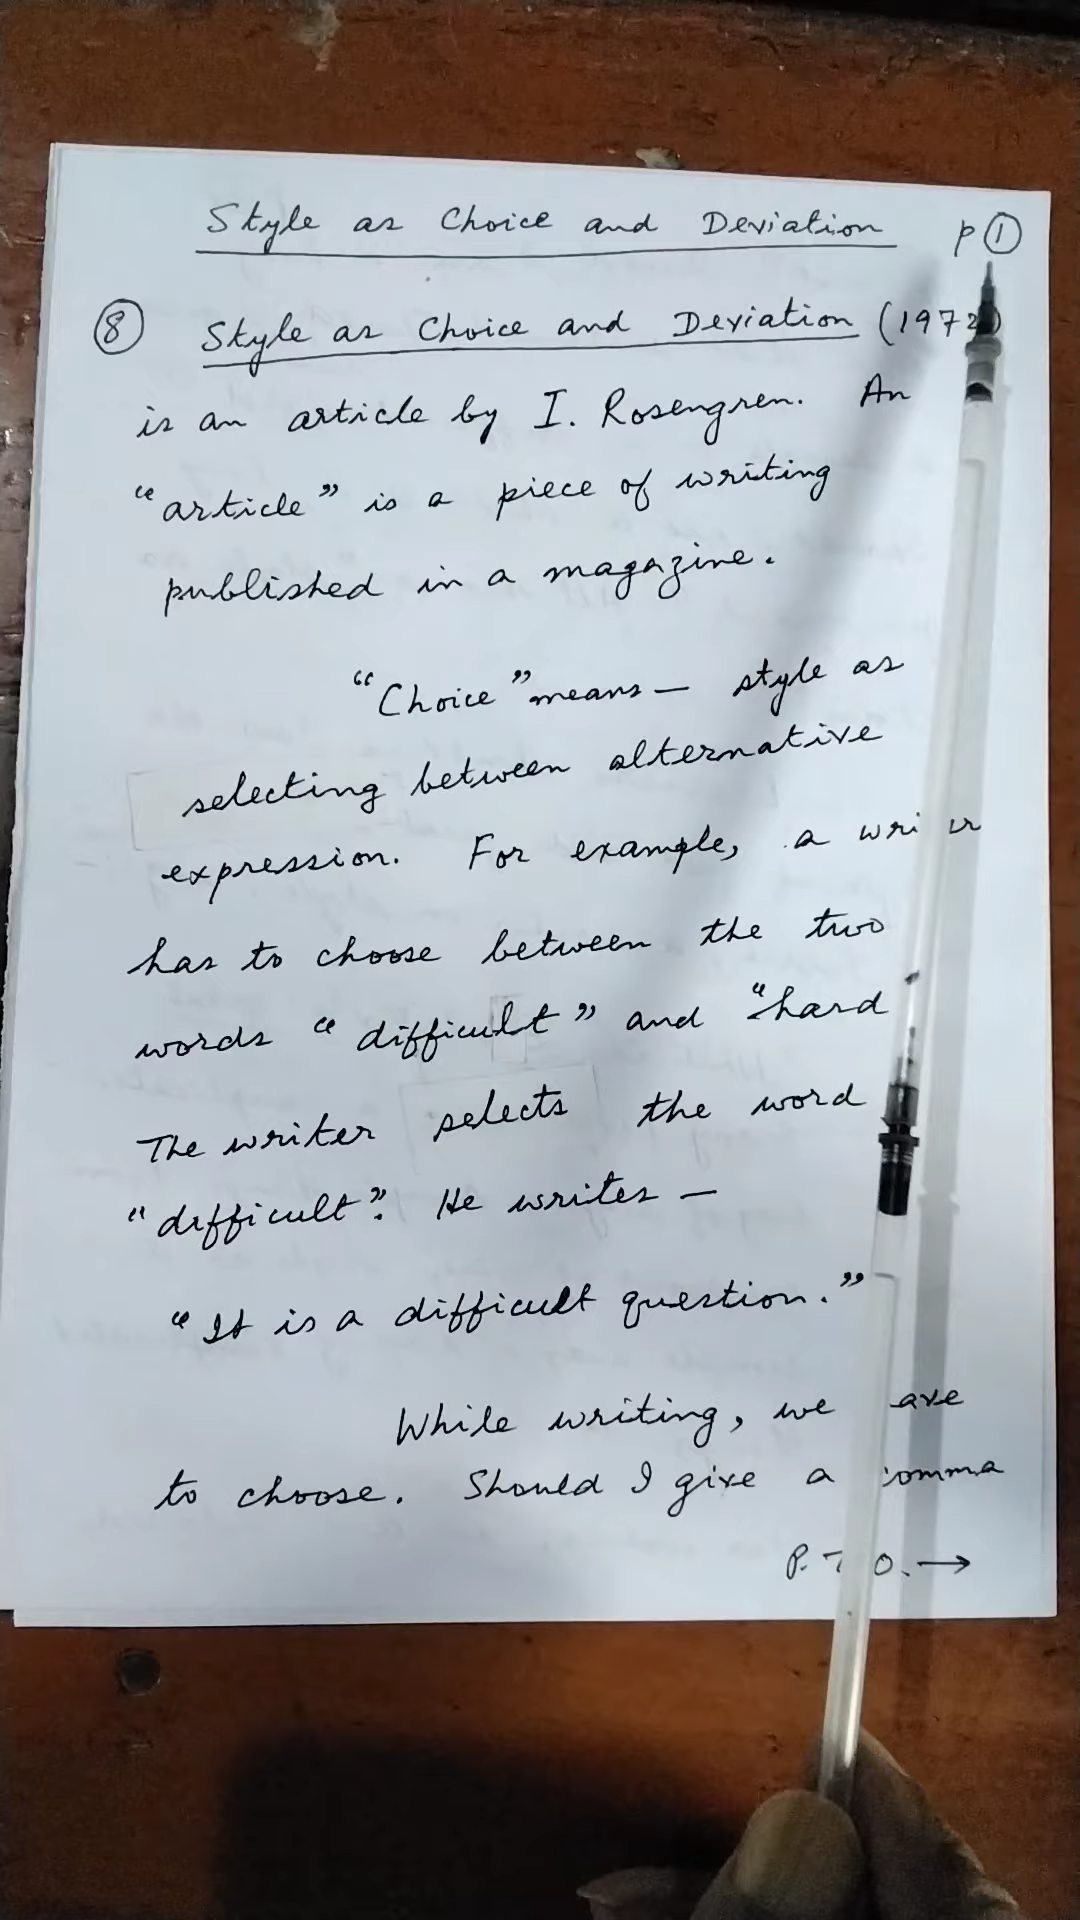 Style as Choice and Deviation p 1
8 Style as Choice and Deviation (1972)
is an article by I. Rosengren. An
“article” is a piece of writing
published in a magazine.
“Choice” means — style as
selecting between alternative
expression. For example, a
has to choose between the two
words “difficult” and “hard
The writer selects the word
“difficult”. He writes —
“It is a difficult question.”
While writing, we
to choose. Should I give a comma
P.T.O. →